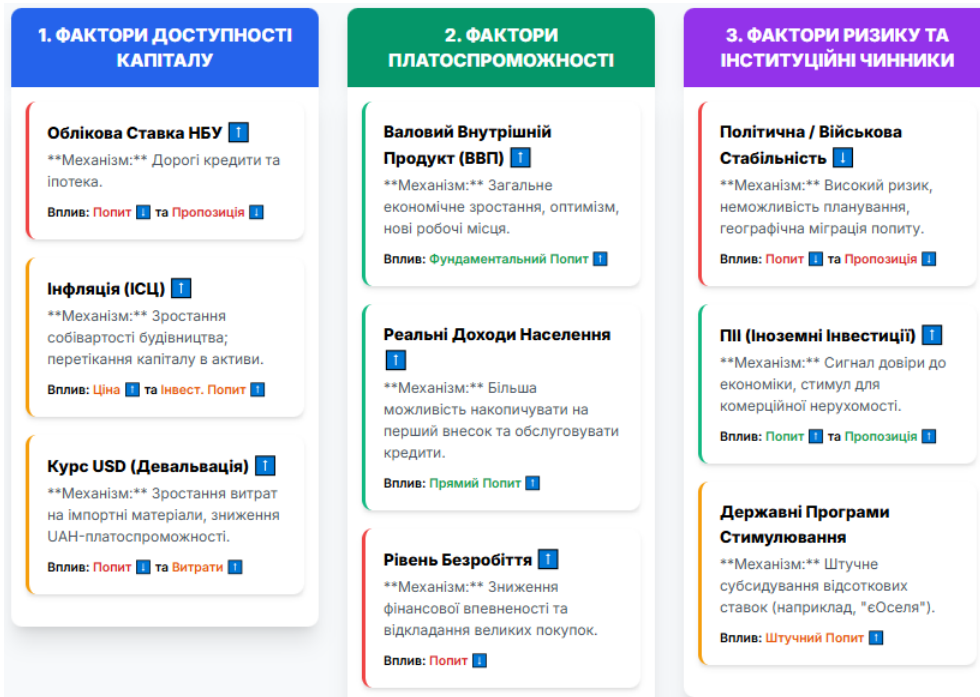 1. ФАКТОРИ ДОСТУПНОСТІ
КАПІТАЛУ
Облікова Ставка НБУ ↑
**Механізм:** Дорогі кредити та
іпотека.
Вплив: Попит ↓ та Пропозиція ↓
Інфляція (ІСЦ) ↑
**Механізм:** Зростання
собівартості будівництва;
перетікання капіталу в активи.
Вплив: Ціна ↑ та Інвест. Попит ↑
Курс USD (Девальвація) ↑
**Механізм:** Зростання витрат
на імпортні матеріали, зниження
UAH-платоспроможності.
Вплив: Попит ↓ та Витрати ↑
2. ФАКТОРИ
ПЛАТОСПРОМОЖНОСТІ
Валовий Внутрішній
Продукт (ВВП) ↑
**Механізм:** Загальне
економічне зростання, оптимізм,
нові робочі місця.
Вплив: Фундаментальний Попит ↑
Реальні Доходи Населення
↑
**Механізм:** Більша
можливість накопичувати на
перший внесок та обслуговувати
кредити.
Вплив: Прямий Попит ↑
Рівень Безробіття ↑
**Механізм:** Зниження
фінансової впевненості та
відкладання великих покупок.
Вплив: Попит ↓
3. ФАКТОРИ РИЗИКУ ТА
ІНСТИТУЦІЙНІ ЧИННИКИ
Політична / Військова
Стабільність ↓
**Механізм:** Високий ризик,
неможливість планування,
географічна міграція попиту.
Вплив: Попит ↓ та Пропозиція ↓
ПІІ (Іноземні Інвестиції) ↑
**Механізм:** Сигнал довіри до
економіки, стимул для
комерційної нерухомості.
Вплив: Попит ↑ та Пропозиція ↑
Державні Програми
Стимулювання
**Механізм:** Штучне
субсидування відсоткових
ставок (наприклад, "єОселя").
Вплив: Штучний Попит ↑